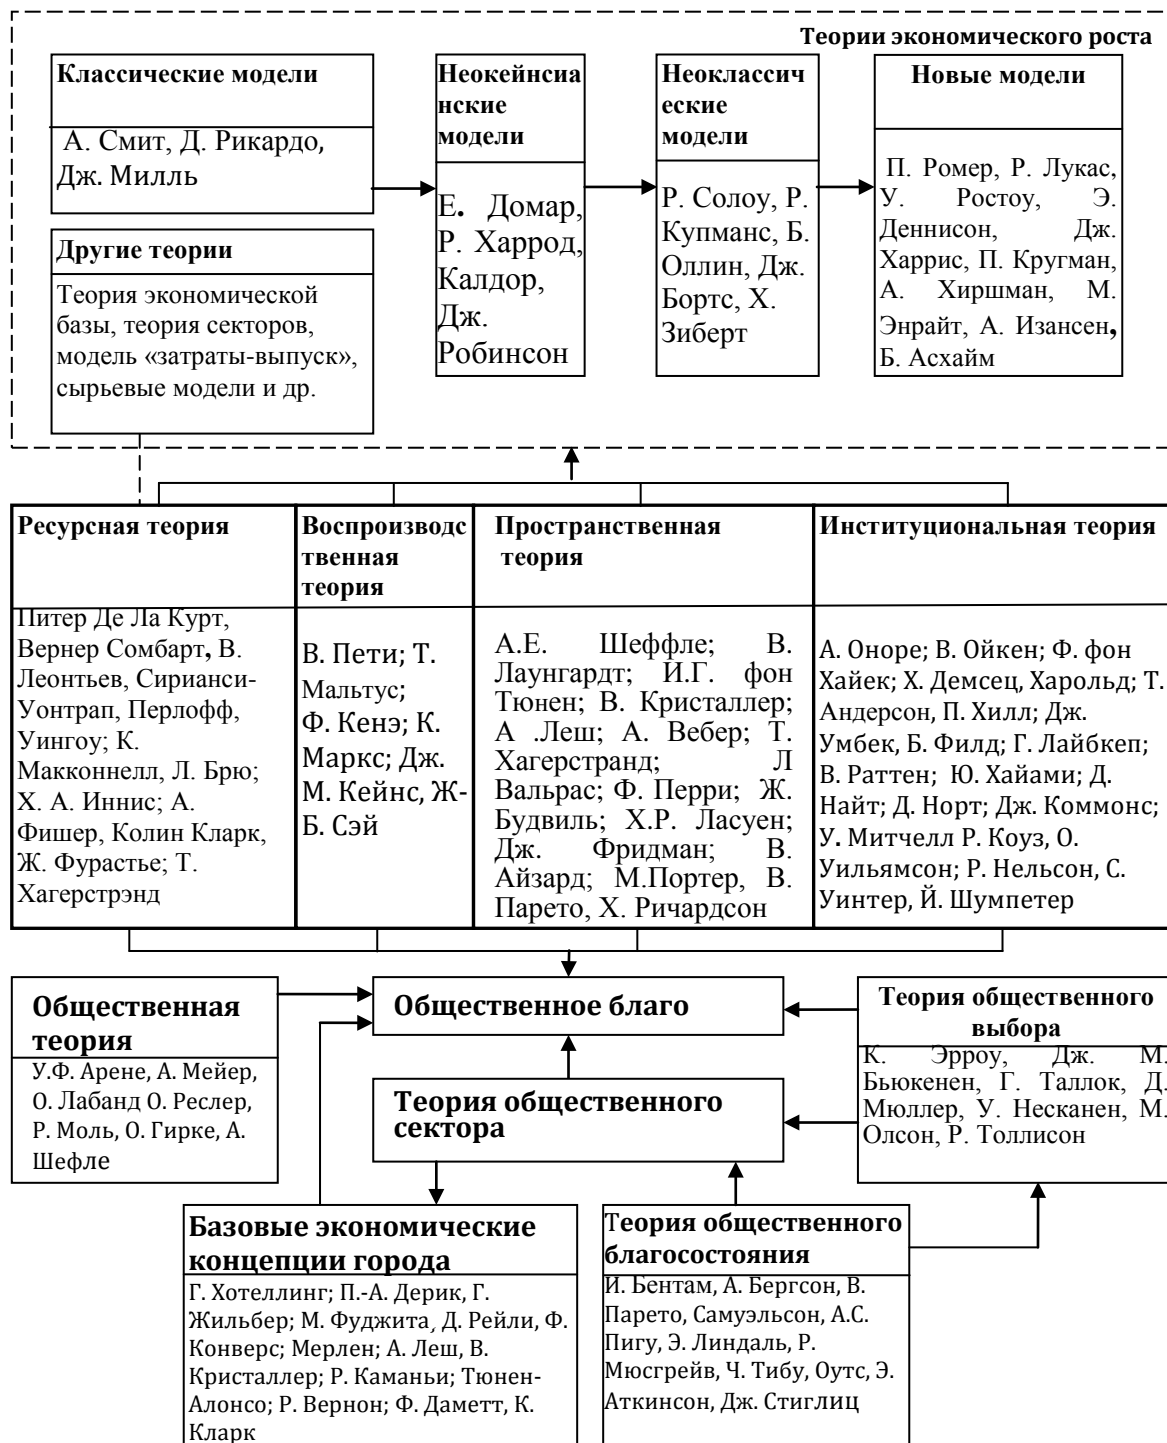 Теории экономического роста
Классические модели
А. Смит, Д. Рикардо,
Дж. Милль
Неокейнсиа
нские
модели
Е. Домар,
Р. Харрод,
Калдор,
Дж.
Робинсон
Неоклассич
еские
модели
Р. Солоу, Р.
Купманс, Б.
Оллин, Дж.
Бортс, Х.
Зиберт
Новые модели
П. Ромер, Р. Лукас,
У. Ростоу, Э.
Деннисон, Дж.
Харрис, П. Кругман,
А. Хиршман, М.
Энрайт, А. Изансен,
Б. Асхайм
Другие теории
Теория экономической
базы, теория секторов,
модель «затраты-выпуск»,
сырьевые модели и др.
Ресурсная теория
Питер Де Ла Курт,
Вернер Сомбарт, В.
Леонтьев, Сирианси-
Уонтрап, Перлофф,
Уингоу; К.
Макконнелл, Л. Брю;
Х. А. Иннис; А.
Фишер, Колин Кларк,
Ж. Фурастье; Т.
Хагерстрэнд
Воспроизводс
твенная
теория
В. Пети; Т.
Мальтус;
Ф. Кенэ; К.
Маркс; Дж.
М. Кейнс, Ж-
Б. Сэй
Пространственная
теория
А.Е. Шеффле; В.
Лаунгардт; И.Г. фон
Тюнен; В. Кристаллер;
А .Леш; А. Вебер; Т.
Хагерстранд; Л
Вальрас; Ф. Перри; Ж.
Будвиль; Х.Р. Ласуен;
Дж. Фридман; В.
Айзард; М.Портер, В.
Парето, Х. Ричардсон
Институциональная теория
А. Оноре; В. Ойкен; Ф. фон
Хайек; Х. Демсец, Харольд; Т.
Андерсон, П. Хилл; Дж.
Умбек, Б. Филд; Г. Лайбкеп;
В. Раттен; Ю. Хайами; Д.
Найт; Д. Норт; Дж. Коммонс;
У. Митчелл Р. Коуз, О.
Уильямсон; Р. Нельсон, С.
Уинтер, Й. Шумпетер
Общественная
теория
У.Ф. Арене, А. Мейер,
О. Лабанд О. Реслер,
Р. Моль, О. Гирке, А.
Шефле
Общественное благо
Теория общественного
сектора
Теория общественного
выбора
К. Эрроу, Дж. М.
Бьюкенен, Г. Таллок, Д.
Мюллер, У. Несканен, М.
Олсон, Р. Толлисон
Базовые экономические
концепции города
Г. Хотеллинг; П.-А. Дерик, Г.
Жильбер; М. Фуджита, Д. Рейли, Ф.
Конверс; Мерлен; А. Леш, В.
Кристаллер; Р. Каманьи; Тюнен-
Алонсо; Р. Вернон; Ф. Даметт, К.
Кларк
Теория общественного
благосостояния
И. Бентам, А. Бергсон, В.
Парето, Самуэльсон, А.С.
Пигу, Э. Линдаль, Р.
Мюсгрейв, Ч. Тибу, Оутс, Э.
Аткинсон, Дж. Стиглиц